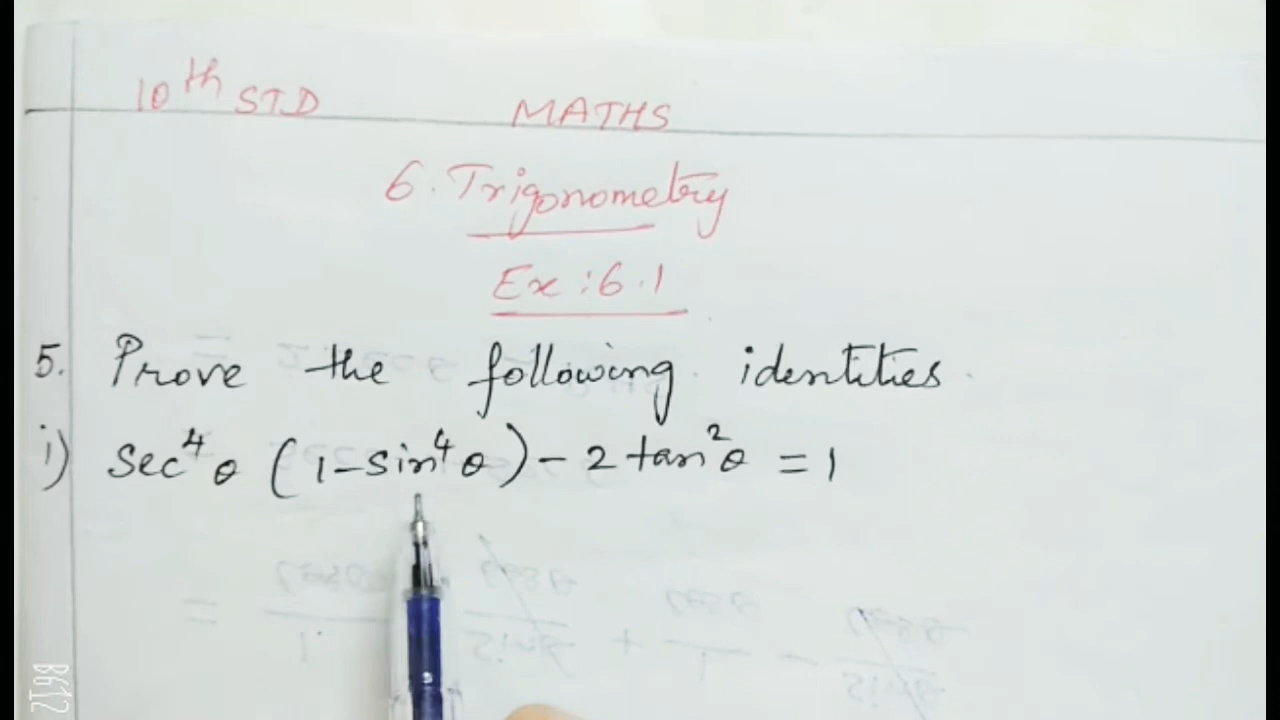 10th STD MATHS
6. Trigonometry
Ex : 6.1
5. Prove the following identities
i) sec⁴θ (1 - sin⁴θ) - 2 tan²θ = 1
B612